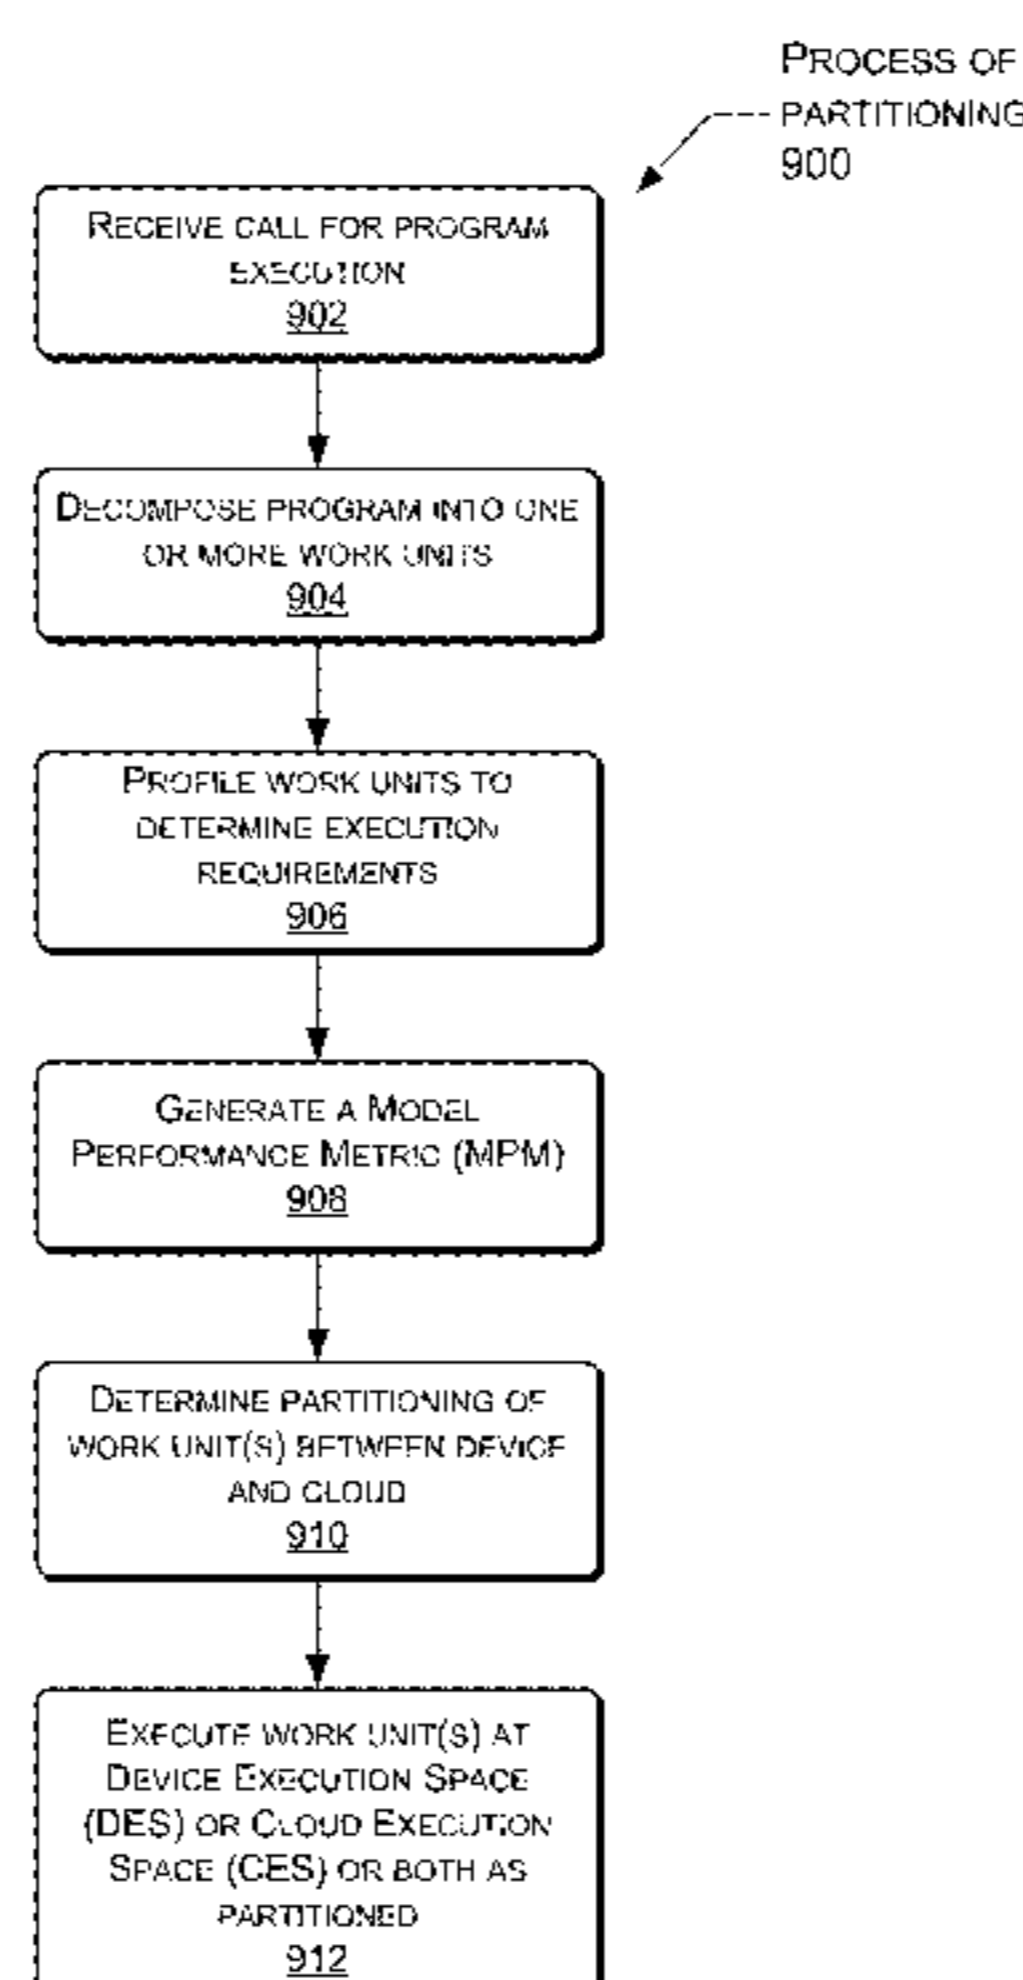 PROCESS OF
PARTITIONING
900
RECEIVE CALL FOR PROGRAM
EXECUTION
902
DECOMPOSE PROGRAM INTO ONE
OR MORE WORK UNITS
904
PROFILE WORK UNITS TO
DETERMINE EXECUTION
REQUIREMENTS
906
GENERATE A MODEL
PERFORMANCE METRIC (MPM)
908
DETERMINE PARTITIONING OF
WORK UNIT(S) BETWEEN DEVICE
AND CLOUD
910
EXECUTE WORK UNIT(S) AT
DEVICE EXECUTION SPACE
(DES) OR CLOUD EXECUTION
SPACE (CES) OR BOTH AS
PARTITIONED
912